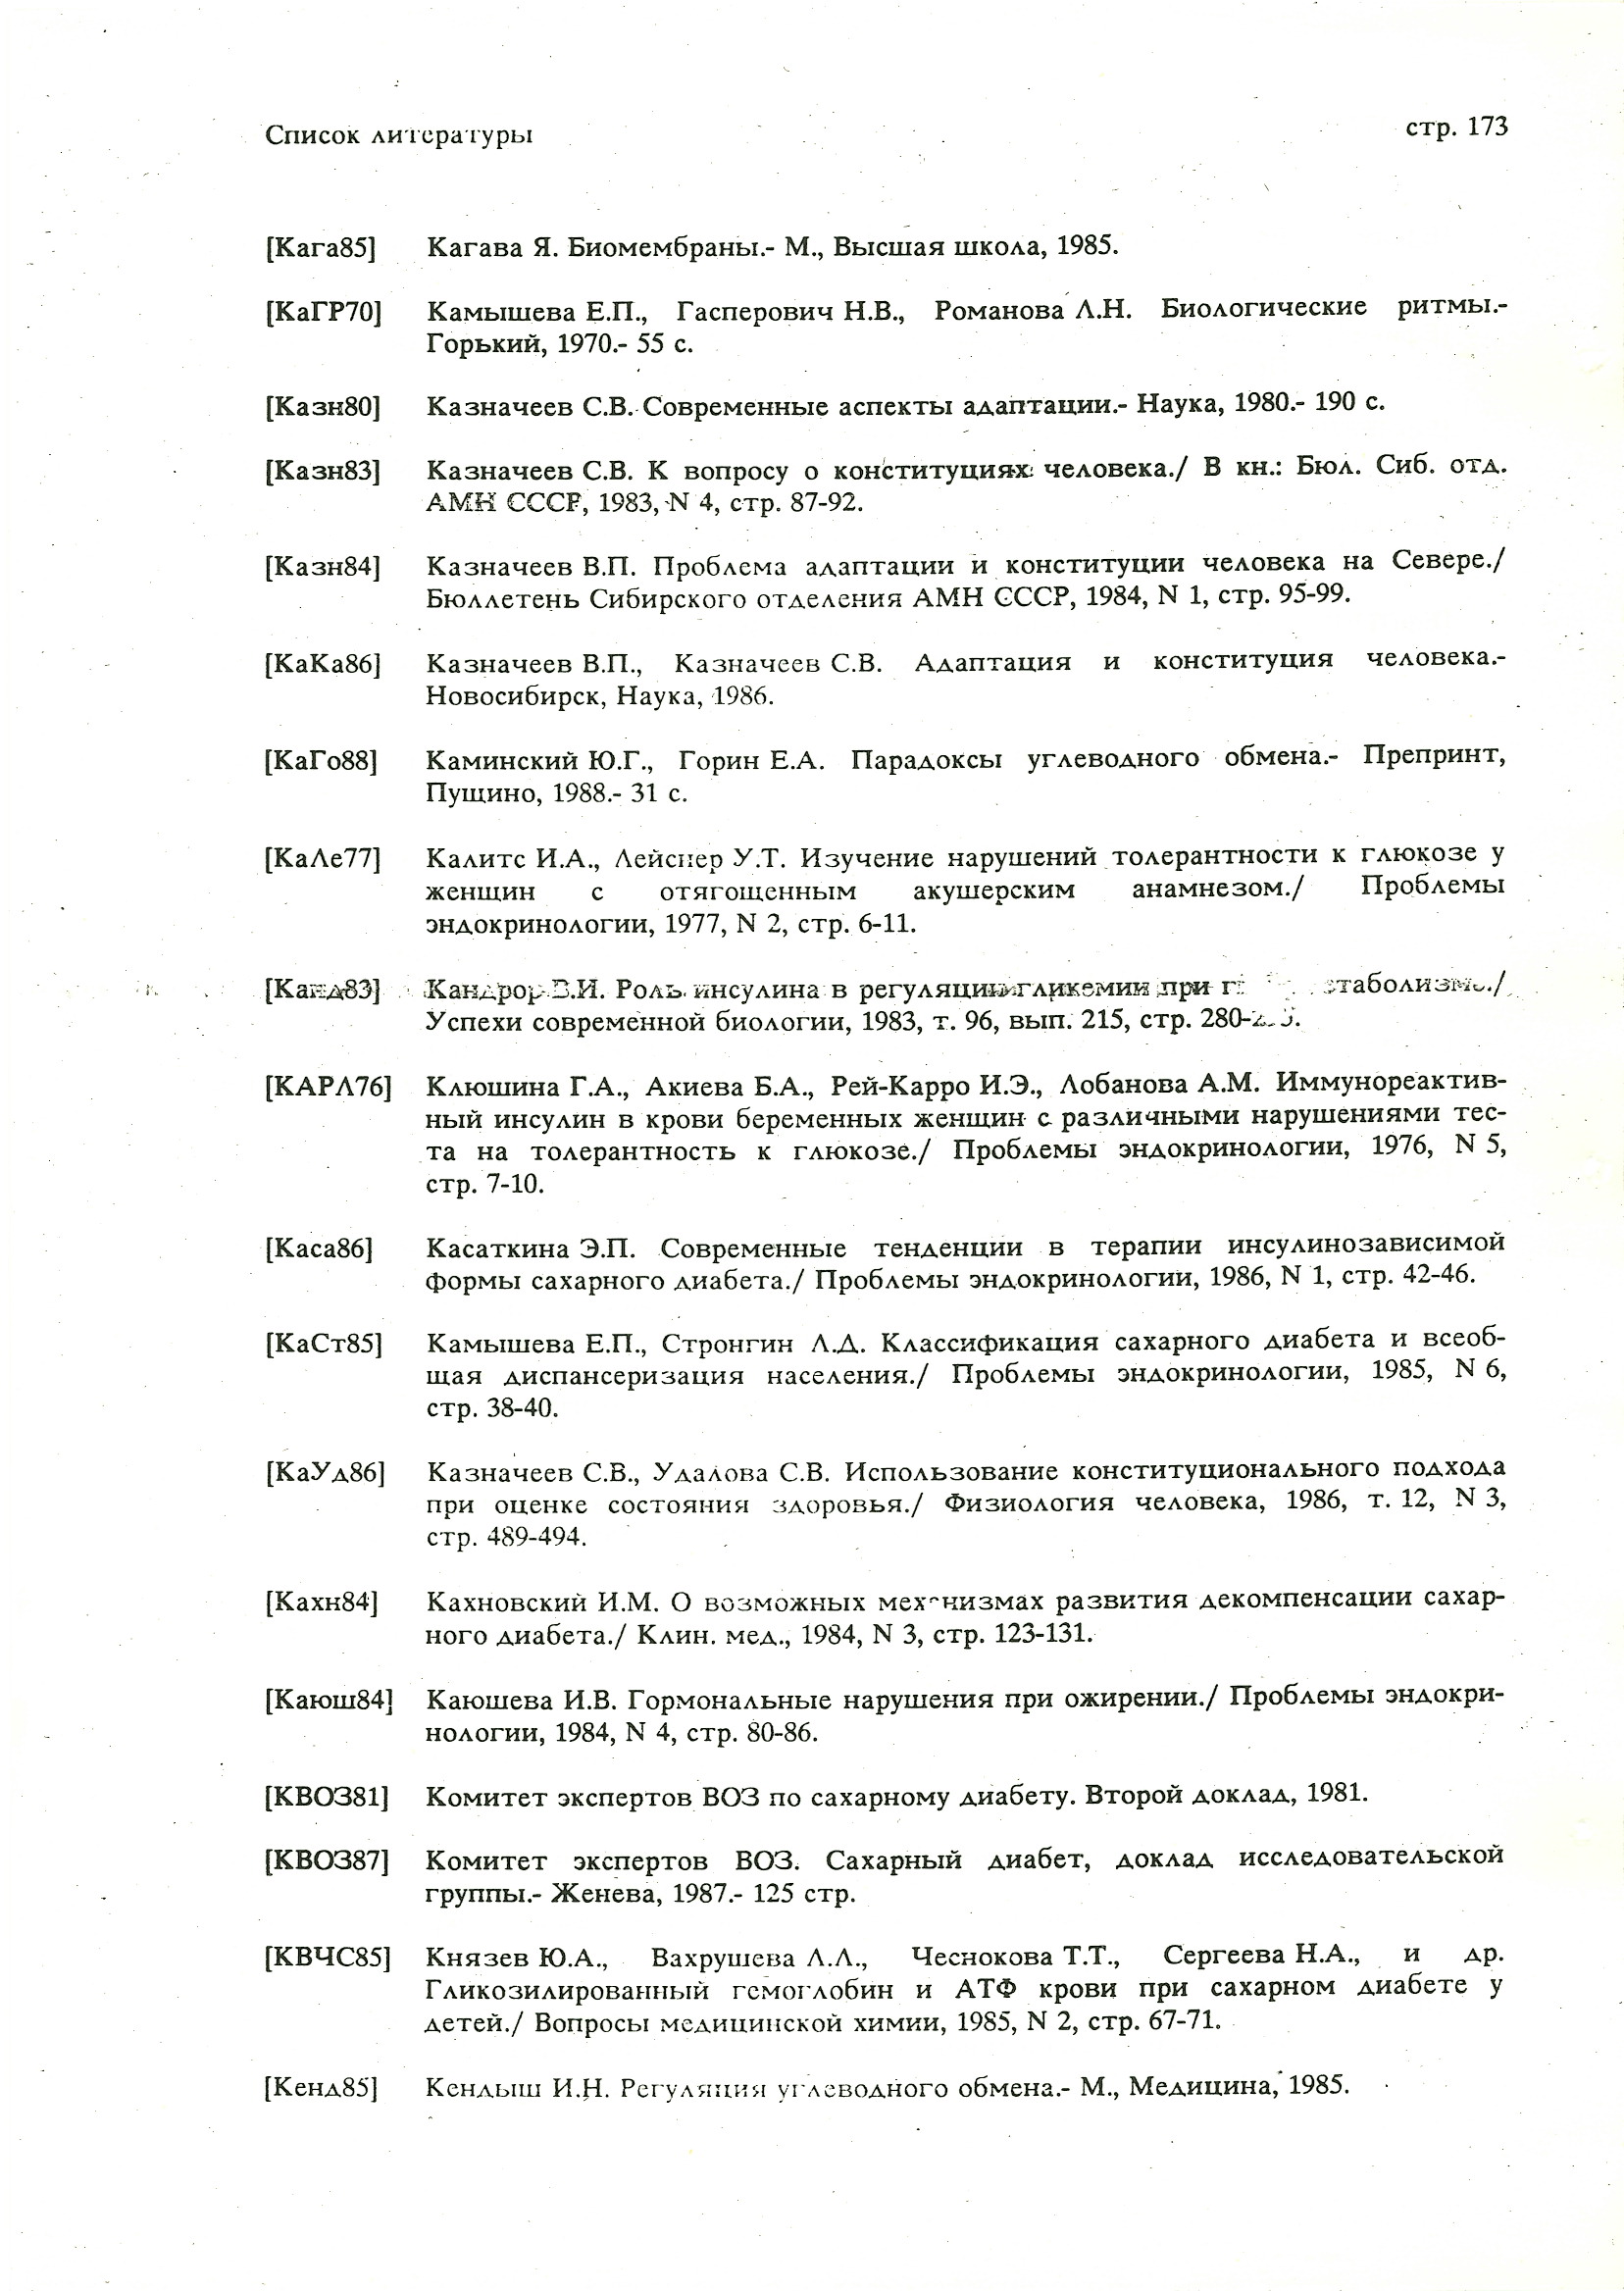 Список литературы стр. 173
[Кага85] Кагава Я. Биомембраны.- М., Высшая школа, 1985.
[КаГР70] Камышева Е.П., Гасперович Н.В., Романова Л.Н. Биологические ритмы.-
Горький, 1970.- 55 с.
[Казн80] Казначеев С.В. Современные аспекты адаптации.- Наука, 1980.- 190 с.
[Казн83] Казначеев С.В. К вопросу о конституциях человека./ В кн.: Бюл. Сиб. отд.
АМН СССР, 1983, N 4, стр. 87-92.
[Казн84] Казначеев В.П. Проблема адаптации и конституции человека на Севере./
Бюллетень Сибирского отделения АМН СССР, 1984, N 1, стр. 95-99.
[КаКа86] Казначеев В.П., Казначеев С.В. Адаптация и конституция человека.-
Новосибирск, Наука, 1986.
[КаГо88] Каминский Ю.Г., Горин Е.А. Парадоксы углеводного обмена.- Препринт,
Пущино, 1988.- 31 с.
[КаЛе77] Калитс И.А., Лейснер У.Т. Изучение нарушений толерантности к глюкозе у
женщин с отягощенным акушерским анамнезом./ Проблемы
эндокринологии, 1977, N 2, стр. 6-11.
[Канд83] Кандрор В.И. Роль инсулина в регуляции гликемии при
Успехи современной биологии, 1983, т. 96, вып. 215, стр.
[КАРЛ76] Клюшина Г.А., Акиева Б.А., Рей-Карро И.Э., Лобанова А.М. Иммунореактив-
ный инсулин в крови беременных женщин с различными нарушениями тес-
та на толерантность к глюкозе./ Проблемы эндокринологии, 1976, N 5,
стр. 7-10.
[Каса86] Касаткина Э.П. Современные тенденции в терапии инсулинозависимой
формы сахарного диабета./ Проблемы эндокринологии, 1986, N 1, стр. 42-46.
[КаСт85] Камышева Е.П., Стронгин Л.Д. Классификация сахарного диабета и всеоб-
щая диспансеризация населения./ Проблемы эндокринологии, 1985, N 6,
стр. 38-40.
[КаУд86] Казначеев С.В., Удалова С.В. Использование конституционального подхода
при оценке состояния здоровья./ Физиология человека, 1986, т. 12, N 3,
стр. 489-494.
[Кахн84] Кахновский И.М. О возможных механизмах развития декомпенсации сахар-
ного диабета./ Клин. мед., 1984, N 3, стр. 123-131.
[Каюш84] Каюшева И.В. Гормональные нарушения при ожирении./ Проблемы эндокри-
нологии, 1984, N 4, стр. 80-86.
[КВОЗ81] Комитет экспертов ВОЗ по сахарному диабету. Второй доклад, 1981.
[КВОЗ87] Комитет экспертов ВОЗ. Сахарный диабет, доклад исследовательской
группы.- Женева, 1987.- 125 стр.
[КВЧС85] Князев Ю.А., Вахрушева Л.Л., Чеснокова Т.Т., Сергеева Н.А., и др.
Гликозилированный гемоглобин и АТФ крови при сахарном диабете у
детей./ Вопросы медицинской химии, 1985, N 2, стр. 67-71.
[Кенд85] Кендыш И.Н. Регуляция углеводного обмена.- М., Медицина, 1985.